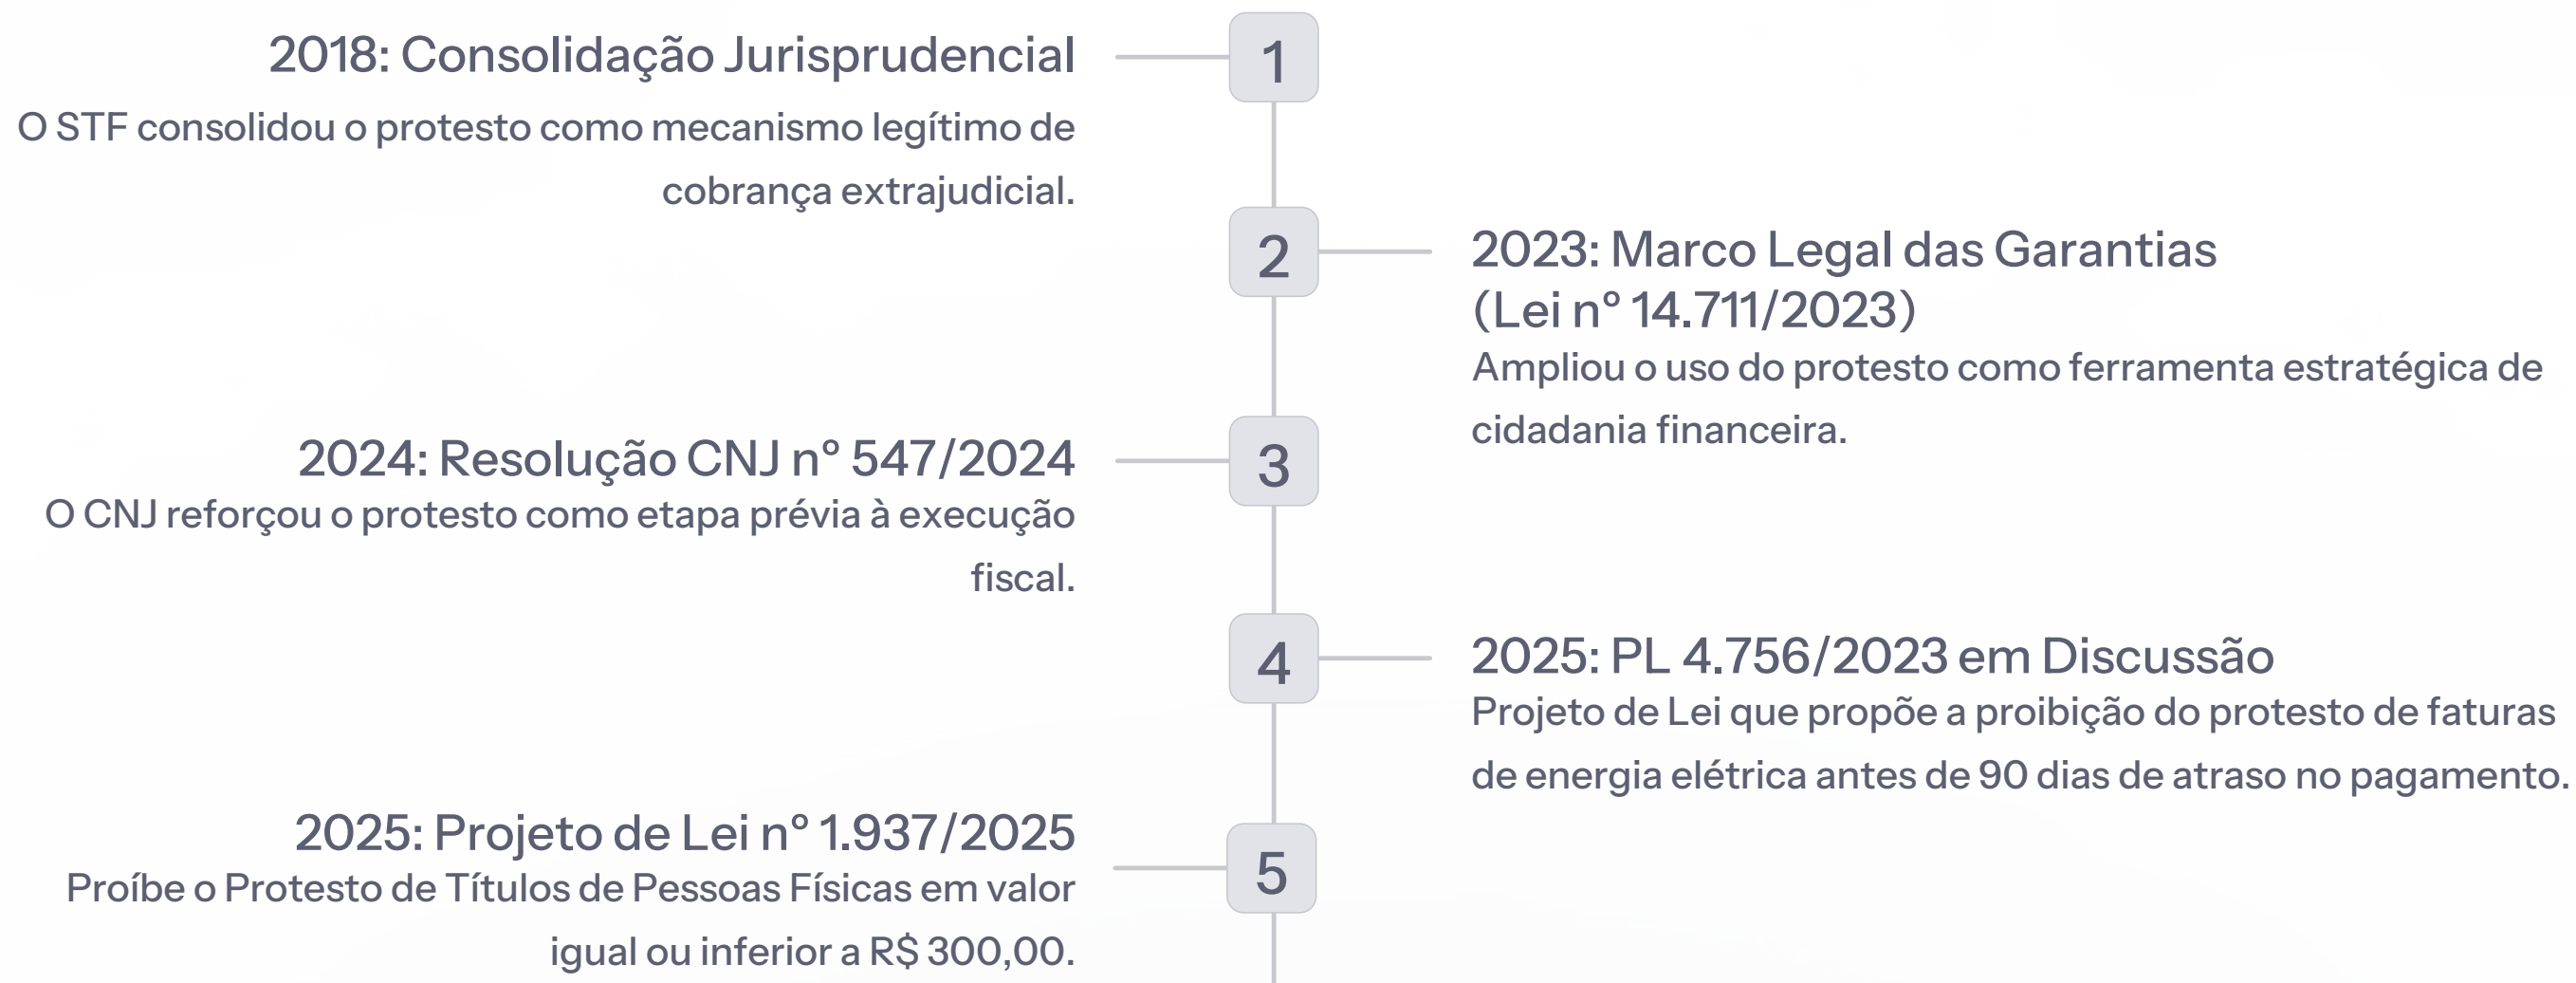 1
2018: Consolidação Jurisprudencial
O STF consolidou o protesto como mecanismo legítimo de
cobrança extrajudicial.
2
2023: Marco Legal das Garantias
(Lei nº 14.711/2023)
Ampliou o uso do protesto como ferramenta estratégica de
cidadania financeira.
3
2024: Resolução CNJ nº 547/2024
O CNJ reforçou o protesto como etapa prévia à execução
fiscal.
4
2025: PL 4.756/2023 em Discussão
Projeto de Lei que propõe a proibição do protesto de faturas
de energia elétrica antes de 90 dias de atraso no pagamento.
5
2025: Projeto de Lei nº 1.937/2025
Proíbe o Protesto de Títulos de Pessoas Físicas em valor
igual ou inferior a R$ 300,00.